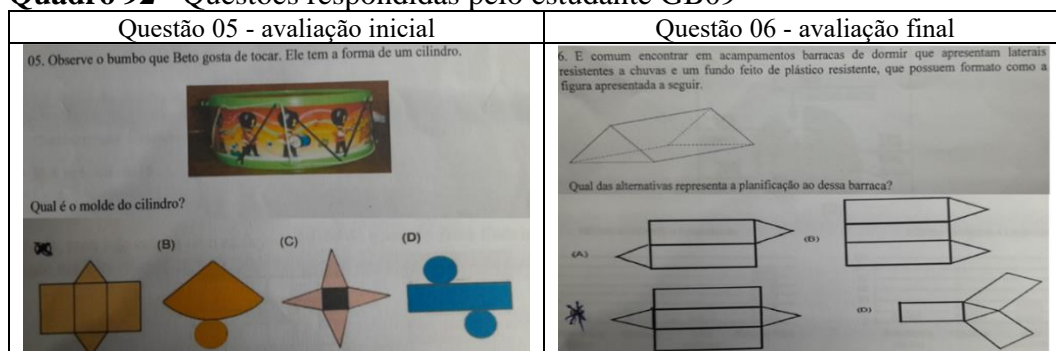 Quadro 92 - Questões respondidas pelo estudante GB09
Questão 05 - avaliação inicial
05. Observe o bumbo que Beto gosta de tocar. Ele tem a forma de um cilindro.
Qual é o molde do cilindro?
(B)
(C)
(D)
Questão 06 - avaliação final
6. É comum encontrar em acampamentos barracas de dormir que apresentam laterais
resistentes a chuvas e um fundo feito de plástico resistente, que possuem formato como a
figura apresentada a seguir.
Qual das alternativas representa a planificação ao dessa barraca?
(A)
(B)
(D)